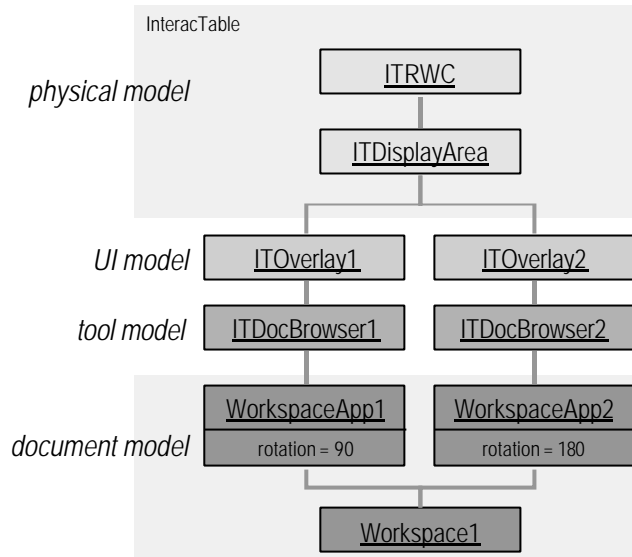 InteracTable
physical model
ITRWC
ITDisplayArea
UI model
ITOverlay1
ITOverlay2
tool model
ITDocBrowser1
ITDocBrowser2
document model
WorkspaceApp1
rotation = 90
WorkspaceApp2
rotation = 180
Workspace1